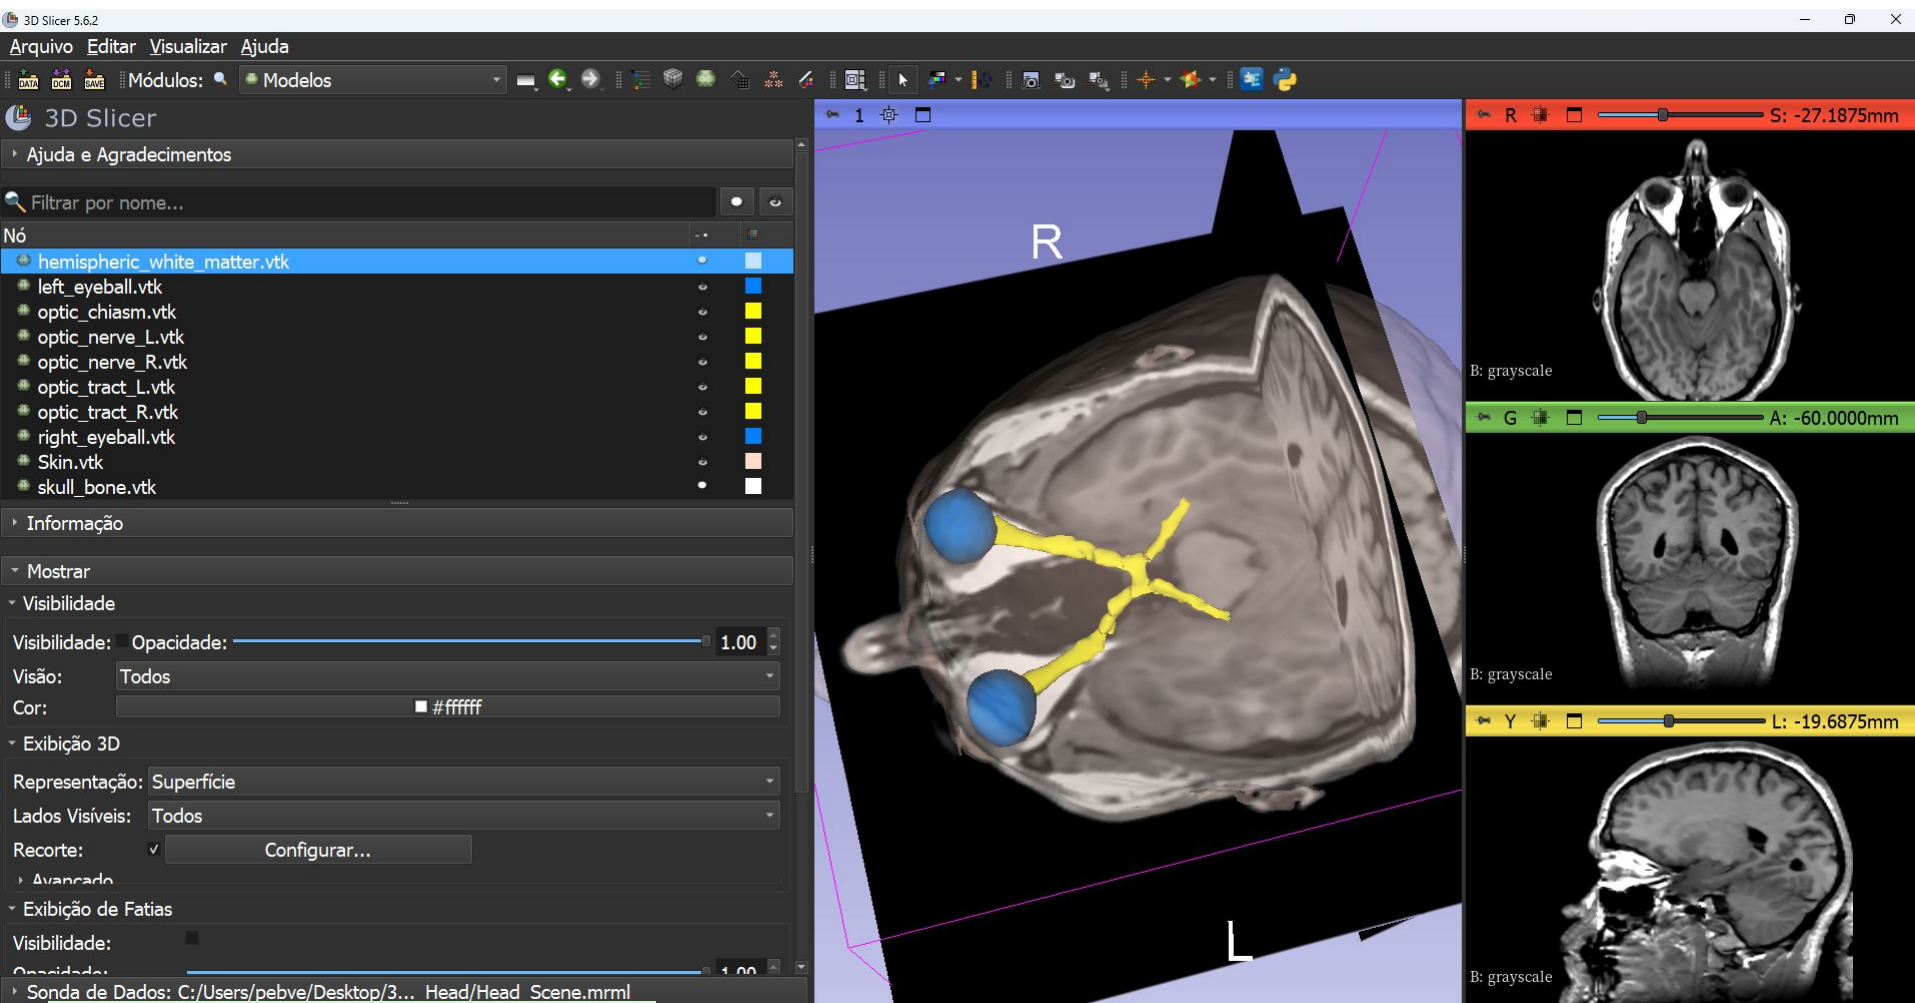 3D Slicer 5.6.2
Arquivo Editar Visualizar Ajuda
DATA DCM SAVE Módulos: Modelos
3D Slicer
Ajuda e Agradecimentos
Filtrar por nome...
Nó
hemispheric_white_matter.vtk
left_eyeball.vtk
optic_chiasm.vtk
optic_nerve_L.vtk
optic_nerve_R.vtk
optic_tract_L.vtk
optic_tract_R.vtk
right_eyeball.vtk
Skin.vtk
skull_bone.vtk
Informação
Mostrar
Visibilidade
Visibilidade: Opacidade: 1.00
Visão: Todos
Cor: #ffffff
Exibição 3D
Representação: Superfície
Lados Visíveis: Todos
Recorte: Configurar...
Avançado
Exibição de Fatias
Visibilidade:
Opacidade: 1.00
Sonda de Dados: C:/Users/pebve/Desktop/3... Head/Head_Scene.mrml
1
R
L
R S: -27.1875mm
B: grayscale
G A: -60.0000mm
B: grayscale
Y L: -19.6875mm
B: grayscale